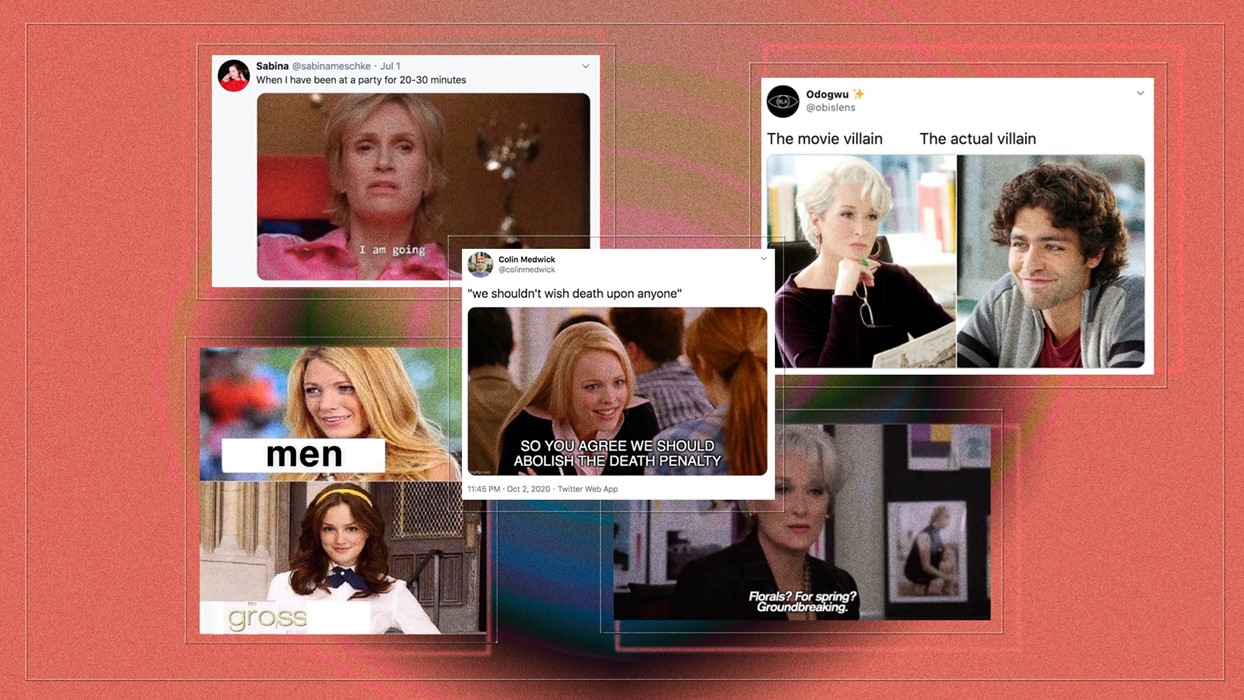 Sabina @sabinameschke · Jul 1
When I have been at a party for 20-30 minutes
I am going
Odogwu ✨
@obislens
The movie villain The actual villain
Colin Medwick
@colinmedwick
"we shouldn't wish death upon anyone"
SO YOU AGREE WE SHOULD
ABOLISH THE DEATH PENALTY
11:45 PM · Oct 2, 2020 · Twitter Web App
men
gross
Florals? For spring?
Groundbreaking.